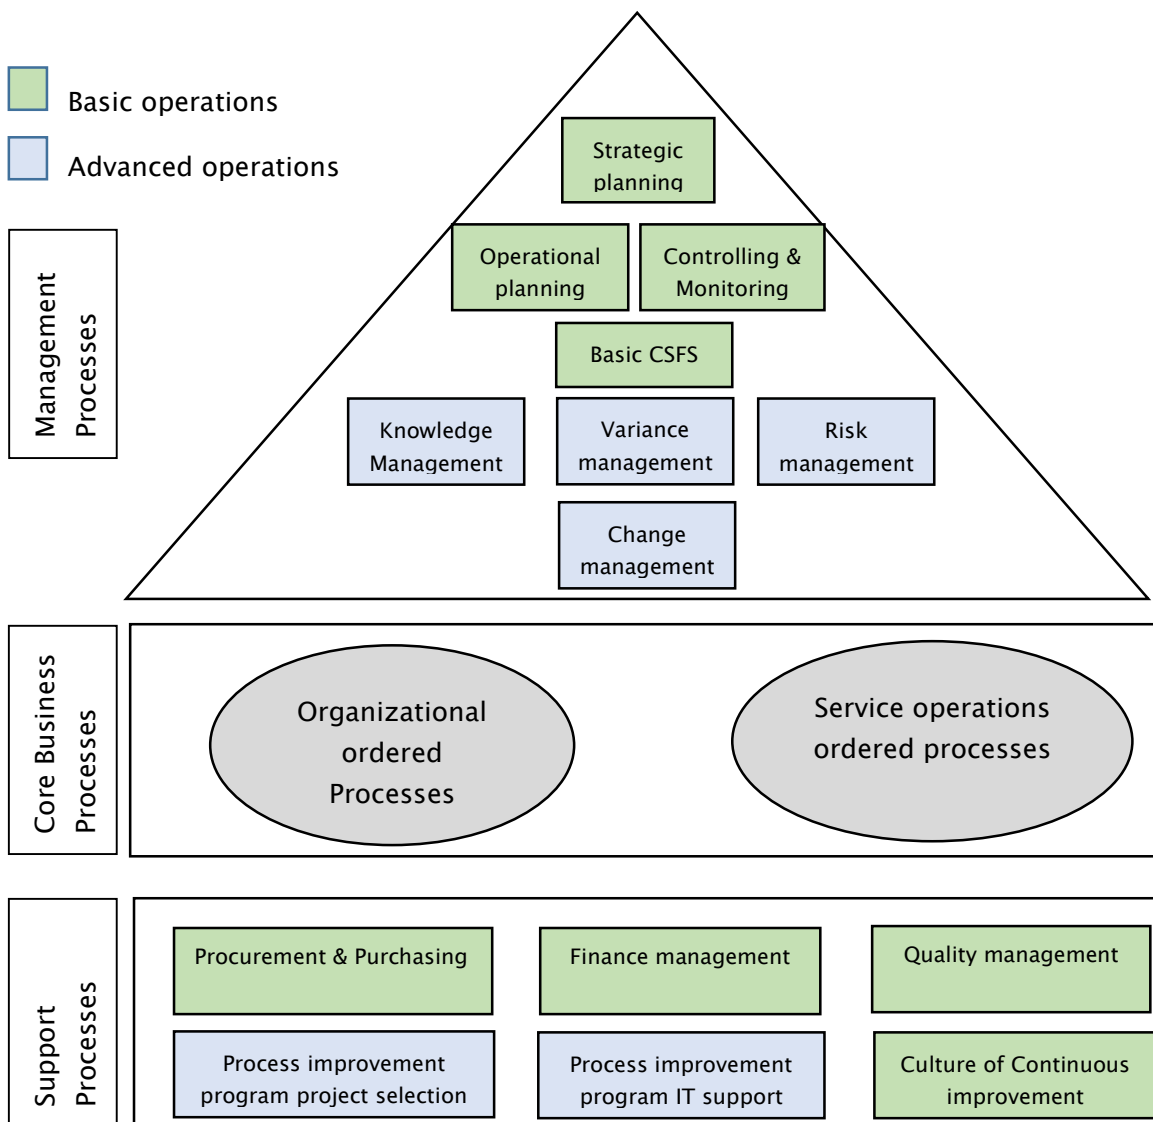 Basic operations
Advanced operations
Management
Processes
Strategic
planning
Operational
planning
Controlling &
Monitoring
Basic CSFS
Knowledge
Management
Variance
management
Risk
management
Change
management
Core Business
Processes
Organizational
ordered
Processes
Service operations
ordered processes
Support
Processes
Procurement & Purchasing
Finance management
Quality management
Process improvement
program project selection
Process improvement
program IT support
Culture of Continuous
improvement